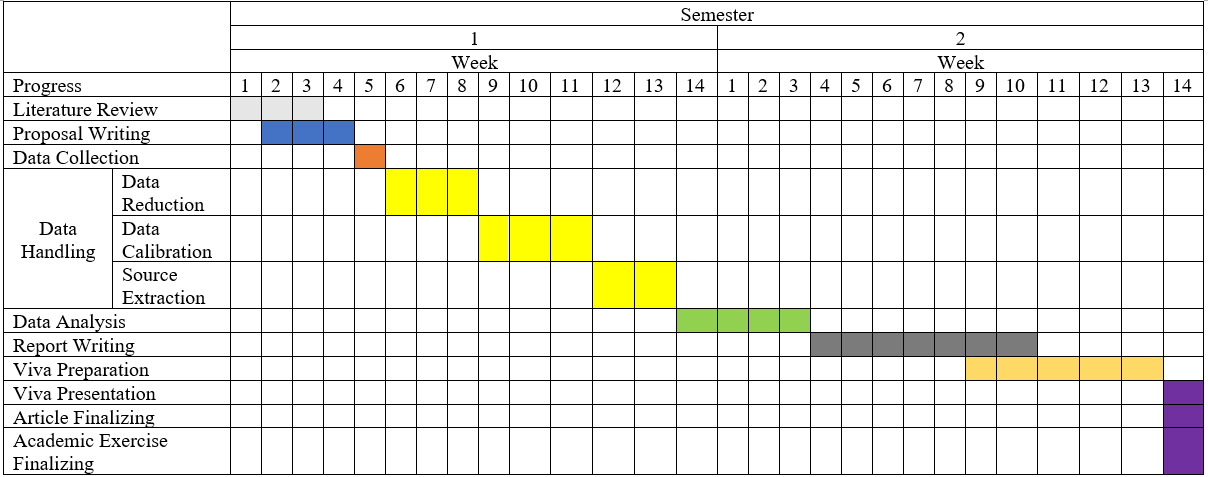 Semester
1 2
Week Week
Progress 1 2 3 4 5 6 7 8 9 10 11 12 13 14 1 2 3 4 5 6 7 8 9 10 11 12 13 14
Literature Review
Proposal Writing
Data Collection
Data
Handling
Data
Reduction
Data
Calibration
Source
Extraction
Data Analysis
Report Writing
Viva Preparation
Viva Presentation
Article Finalizing
Academic Exercise
Finalizing